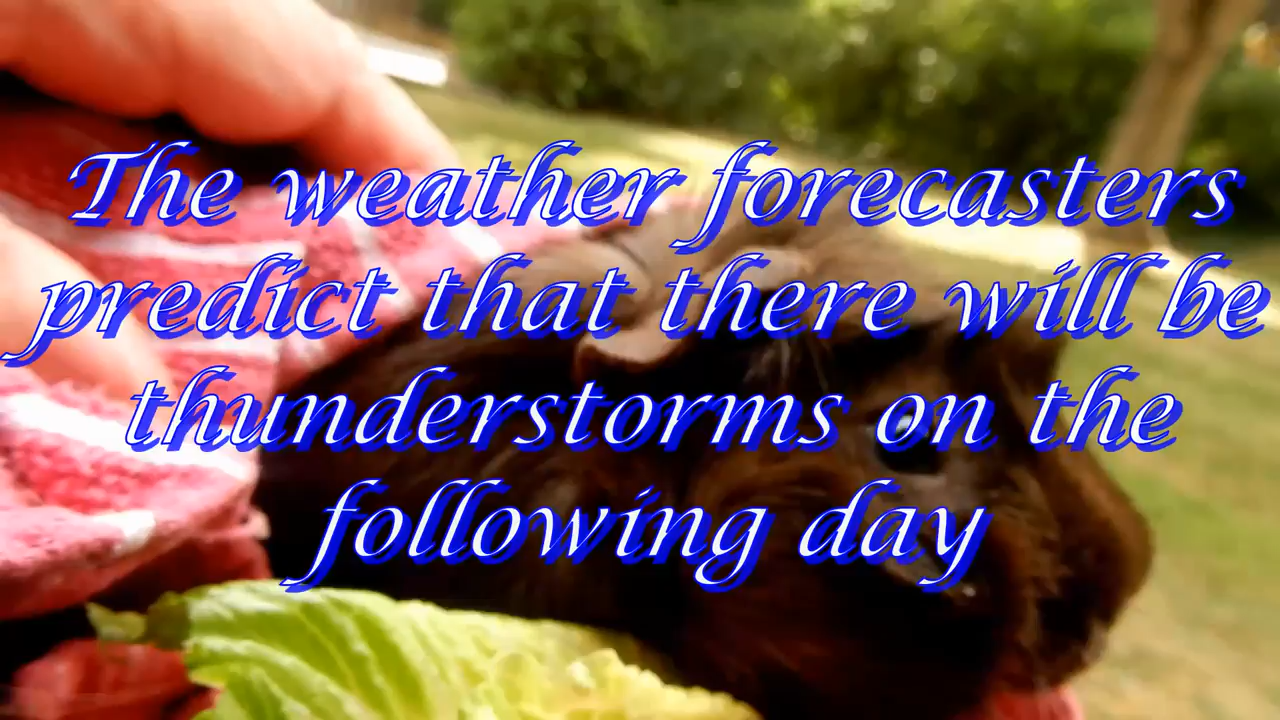 The weather forecasters
predict that there will be
thunderstorms on the
following day